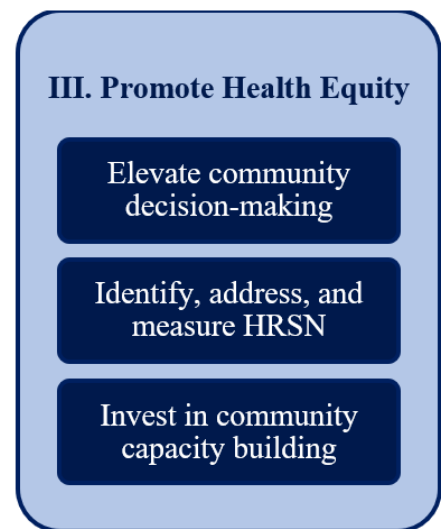 III. Promote Health Equity
Elevate community
decision-making
Identify, address, and
measure HRSN
Invest in community
capacity building